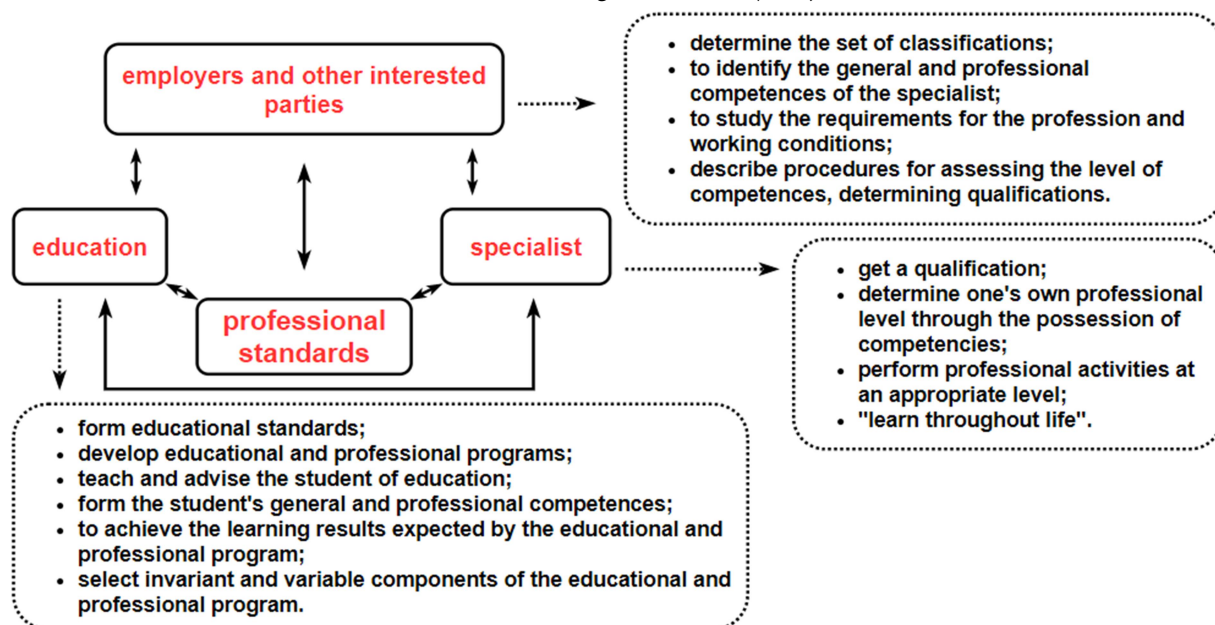 employers and other interested
parties
• determine the set of classifications;
• to identify the general and professional
competences of the specialist;
• to study the requirements for the profession and
working conditions;
• describe procedures for assessing the level of
competences, determining qualifications.
education
specialist
professional
standards
• get a qualification;
• determine one's own professional
level through the possession of
competencies;
• perform professional activities at
an appropriate level;
• "learn throughout life".
• form educational standards;
• develop educational and professional programs;
• teach and advise the student of education;
• form the student's general and professional competences;
• to achieve the learning results expected by the educational and
professional program;
• select invariant and variable components of the educational and
professional program.